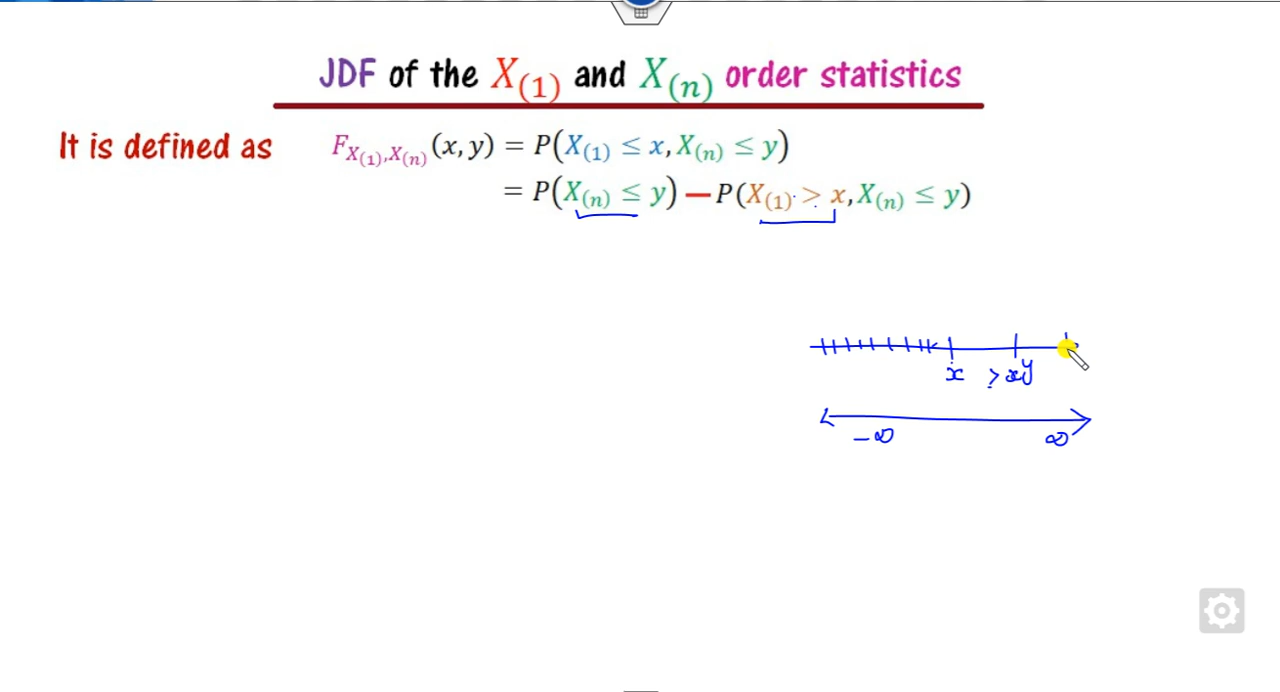 JDF of the X₍₁₎ and X₍ₙ₎ order statistics
It is defined as F_{X₍₁₎,X₍ₙ₎}(x, y) = P(X₍₁₎ ≤ x, X₍ₙ₎ ≤ y)
= P(X₍ₙ₎ ≤ y) − P(X₍₁₎ > x, X₍ₙ₎ ≤ y)
x > x y
-∞ ∞